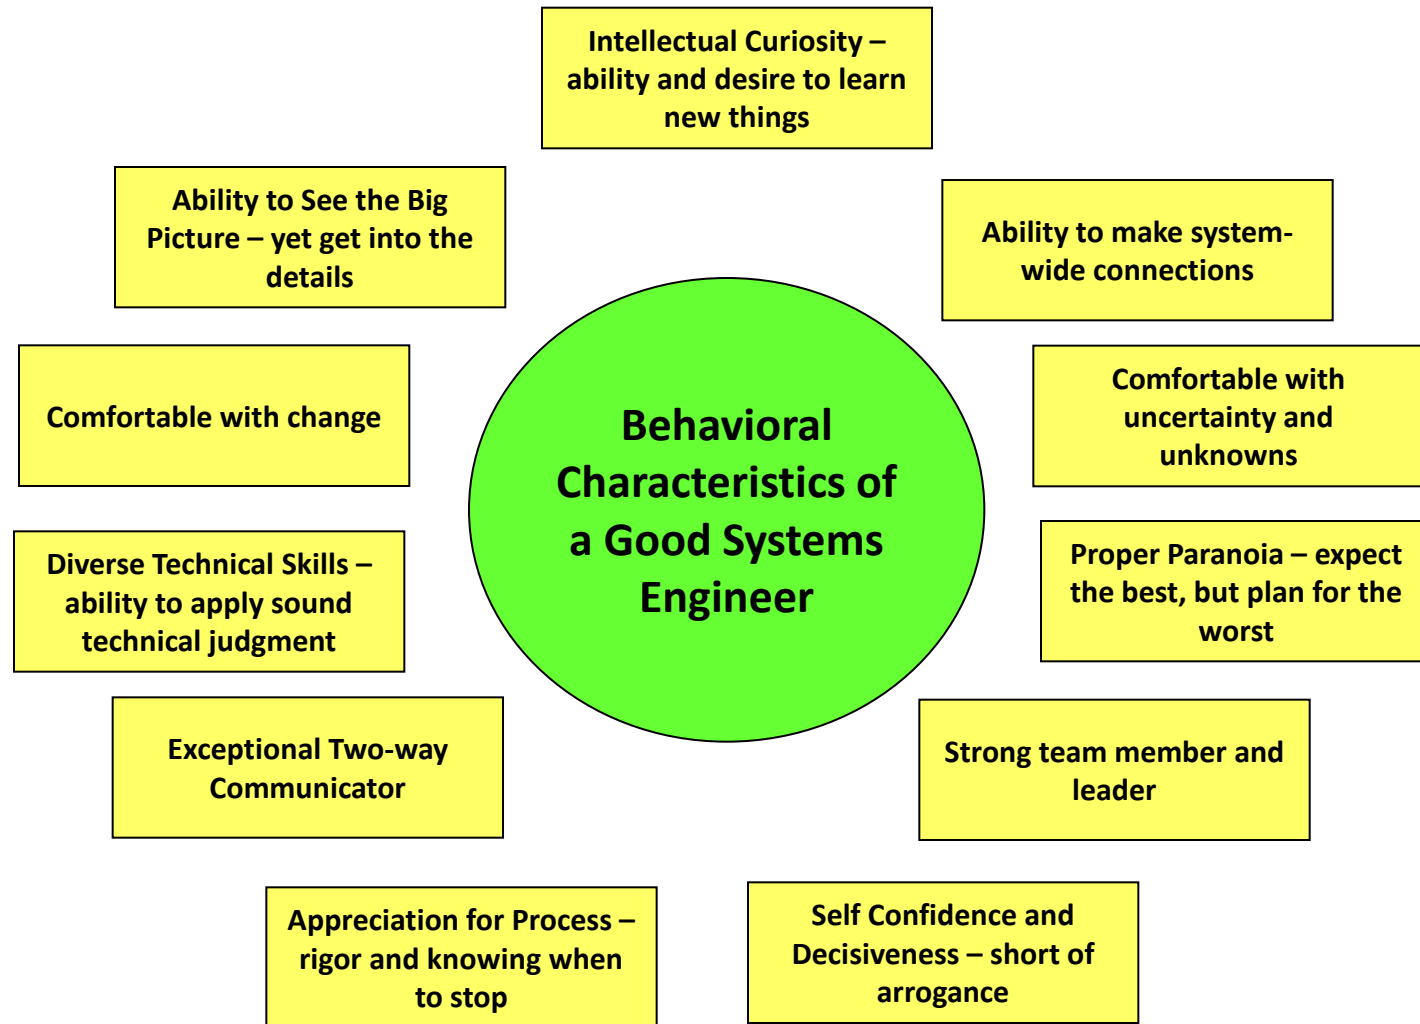 Intellectual Curiosity –
ability and desire to learn
new things
Ability to See the Big
Picture – yet get into the
details
Ability to make system-
wide connections
Comfortable with change
Comfortable with
uncertainty and
unknowns
Behavioral
Characteristics of
a Good Systems
Engineer
Diverse Technical Skills –
ability to apply sound
technical judgment
Proper Paranoia – expect
the best, but plan for the
worst
Exceptional Two-way
Communicator
Strong team member and
leader
Appreciation for Process –
rigor and knowing when
to stop
Self Confidence and
Decisiveness – short of
arrogance